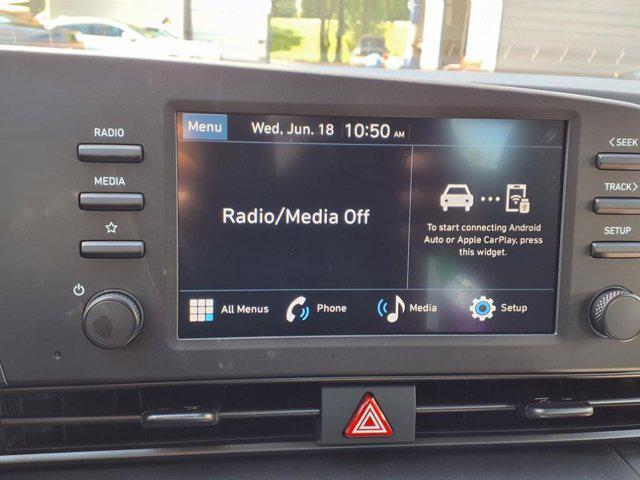 RADIO
MEDIA
Menu
Wed, Jun. 18 10:50 AM
Radio/Media Off
To start connecting Android
Auto or Apple CarPlay, press
this widget.
All Menus
Phone
Media
Setup
<SEEK
TRACK>
SETUP